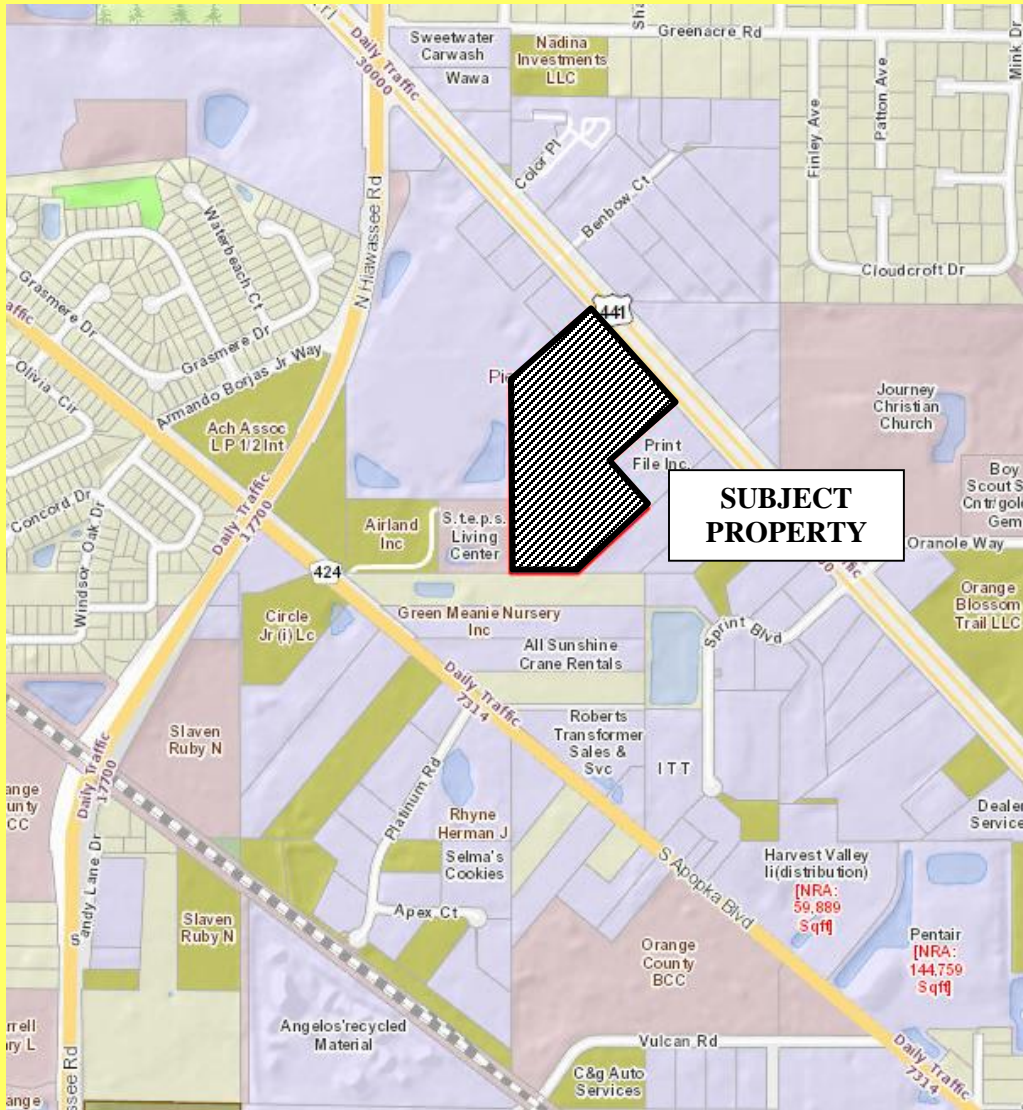 Sweetwater
Carwash
Wawa
Nadina
Investments
LLC
Greenacre Rd
Mink Dr
Daily Traffic
30000
Finley Ave
Patton Ave
Color Pl
Benbow Ct
Cloudcroft Dr
N Hiawassee Rd
Waterbeach Ct
Grasmere Dr
Grasmere Dr
Armando Borjas Jr Way
Olivia Cir
441
Journey
Christian
Church
Ach Assoc
L P 1/2 Int
Print
File Inc.
SUBJECT
PROPERTY
Boy
Scout S
Cntr/gold
Gem
Concord Dr
Windsor Oak Dr
Daily Traffic
17700
Airland
Inc
S.t.e.p.s.
Living
Center
Oranole Way
424
Circle
Jr (i) Lc
Green Meanie Nursery
Inc
All Sunshine
Crane Rentals
Sprint Blvd
Orange
Blossom
Trail LLC
Daily Traffic
7314
Slaven
Ruby N
Roberts
Transformer
Sales &
Svc
I T T
Daily Traffic
17700
Platinum Rd
Rhyne
Herman J
Selma's
Cookies
Dealer
Service
Sandy Lane Dr
S Apopka Blvd
Harvest Valley
Ii(distribution)
[NRA:
59,889
Sqft]
Slaven
Ruby N
Apex Ct
Orange
County
BCC
Pentair
[NRA:
144,759
Sqft]
Angelos'recycled
Material
Vulcan Rd
Daily Traffic
7314
C&g Auto
Services